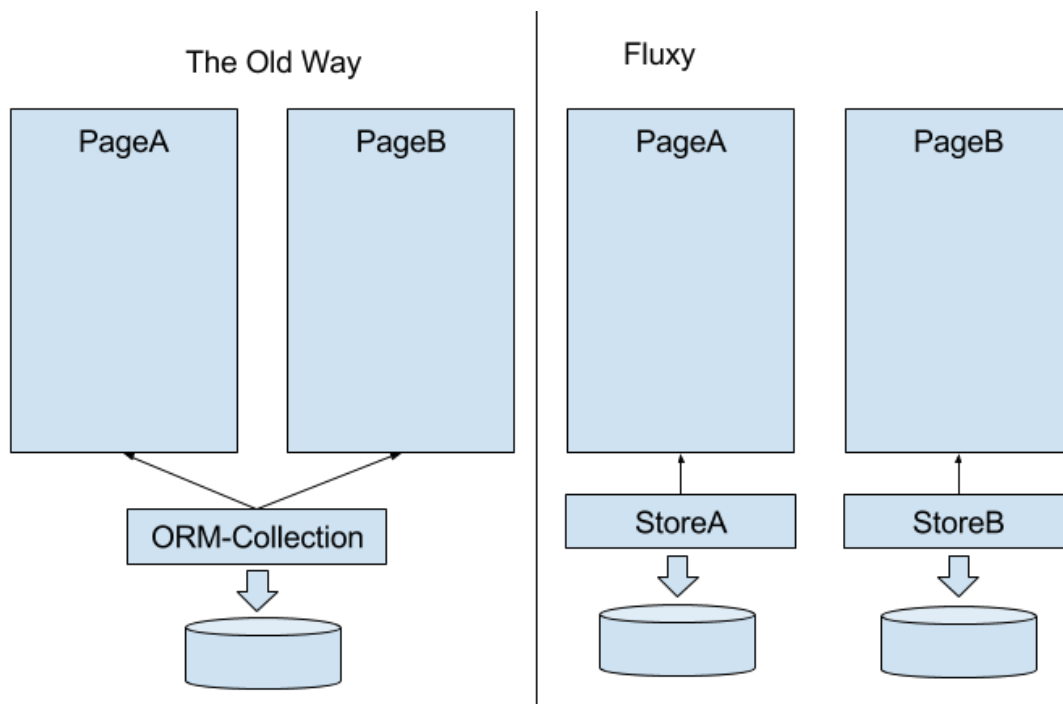 The Old Way
PageA
PageB
ORM-Collection
Fluxy
PageA
PageB
StoreA
StoreB